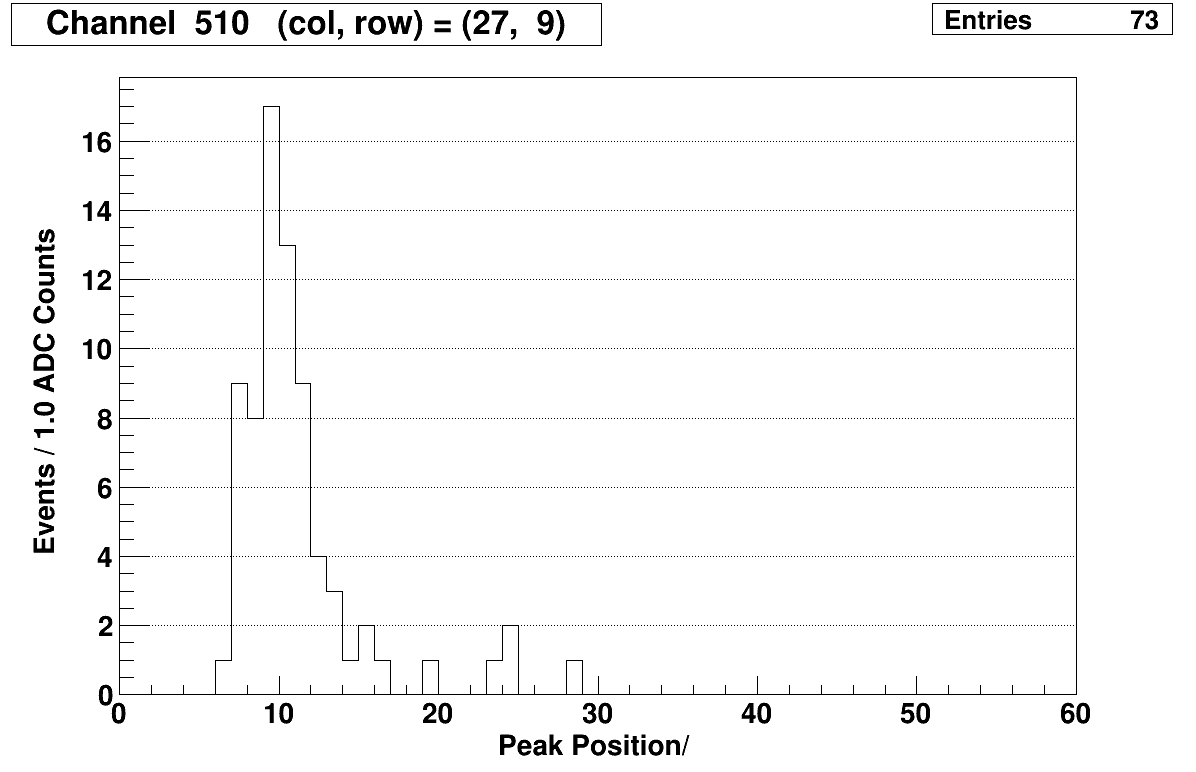 Channel 510 (col, row) = (27, 9)
Entries 73
Events / 1.0 ADC Counts
16
14
12
10
8
6
4
2
0
0 10 20 30 40 50 60
Peak Position/